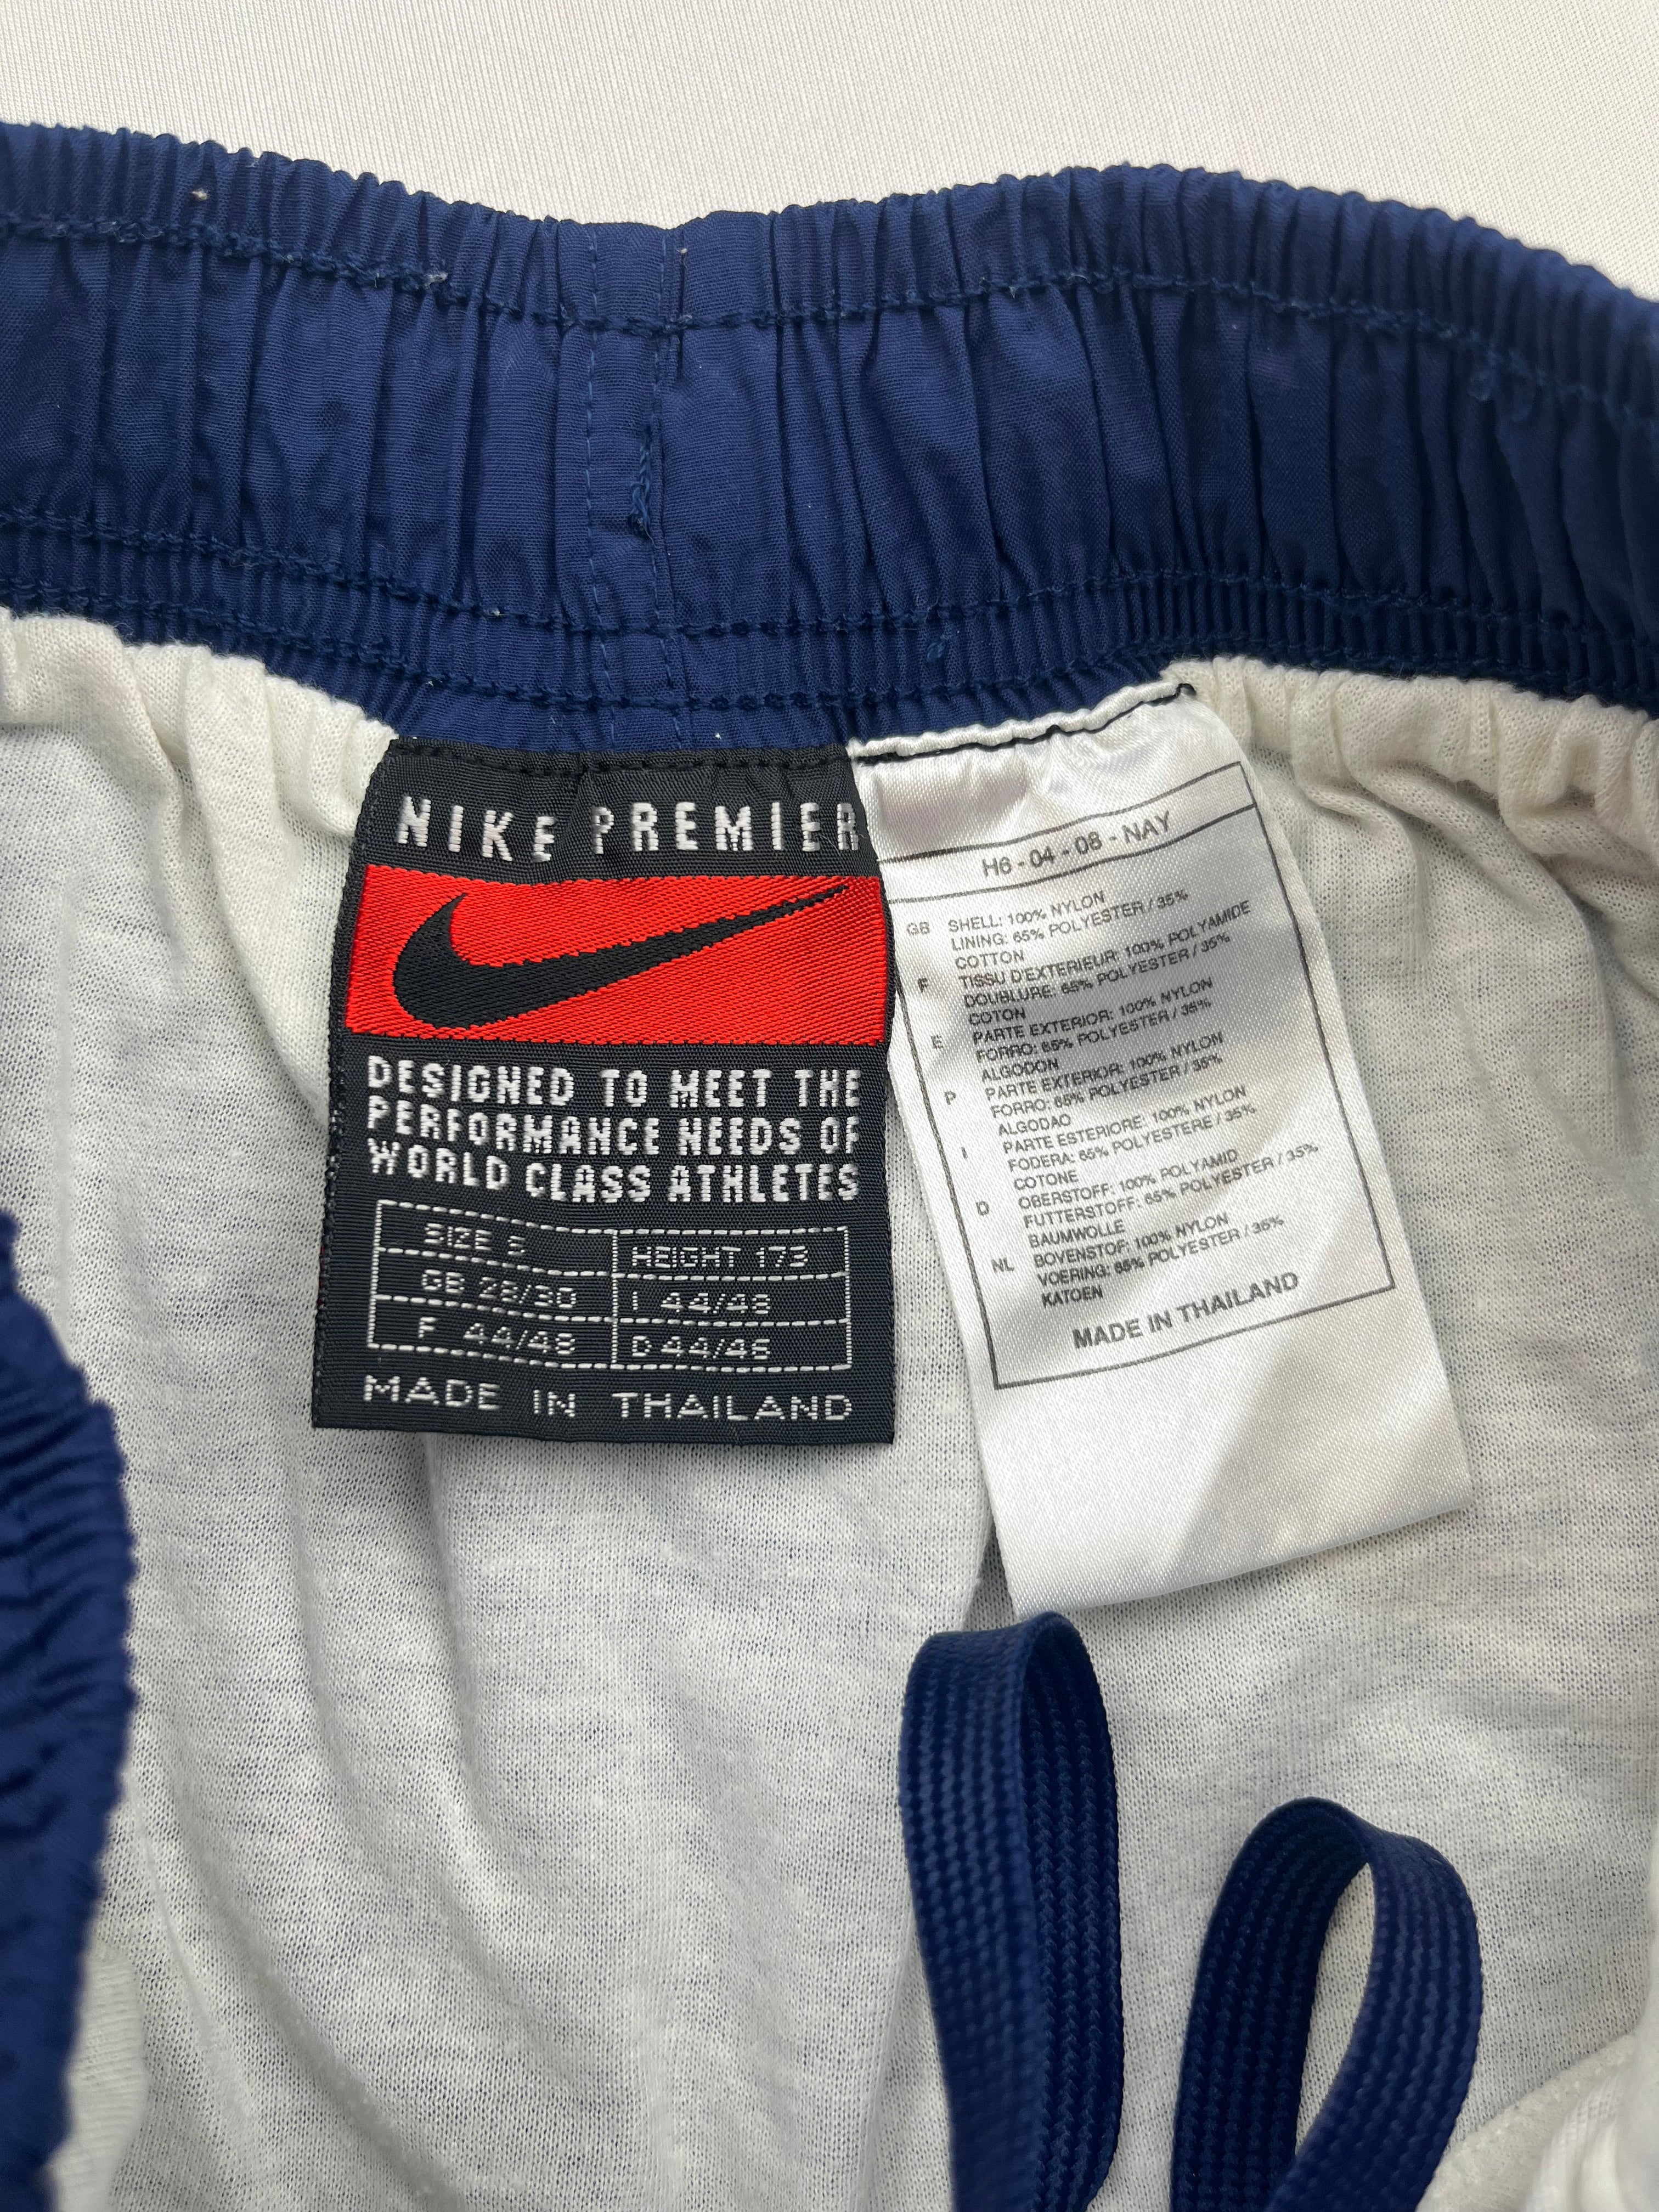 NIKE PREMIER
DESIGNED TO MEET THE
PERFORMANCE NEEDS OF
WORLD CLASS ATHLETES
SIZE S HEIGHT 173
GB 28/30 I 44/46
F 44/48 D 44/46
MADE IN THAILAND
H6 - 04 - 08 - NAY
GB SHELL: 100% NYLON
LINING: 65% POLYESTER / 35%
COTTON
F TISSU D'EXTERIEUR: 100% POLYAMIDE
DOUBLURE: 65% POLYESTER / 35%
COTON
E PARTE EXTERIOR: 100% NYLON
FORRO: 65% POLYESTER / 35%
ALGODON
P PARTE EXTERIOR: 100% NYLON
FORRO: 65% POLYESTER / 35%
ALGODAO
I PARTE ESTERIORE: 100% NYLON
FODERA: 65% POLYESTERE / 35%
COTONE
D OBERSTOFF: 100% POLYAMID
FUTTERSTOFF: 65% POLYESTER / 35%
BAUMWOLLE
NL BOVENSTOF: 100% NYLON
VOERING: 65% POLYESTER / 35%
KATOEN
MADE IN THAILAND